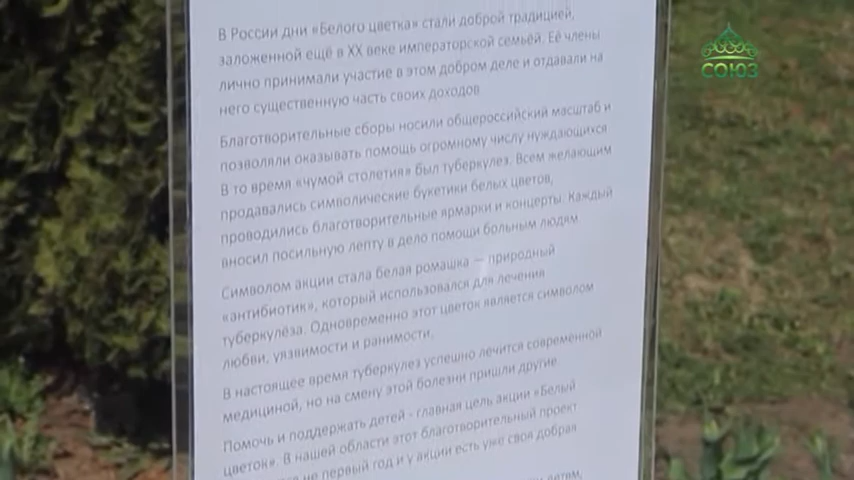 В России дни «Белого цветка» стали доброй традицией,
заложенной ещё в XX веке императорской семьёй. Её члены
лично принимали участие в этом добром деле и отдавали на
него существенную часть своих доходов
Благотворительные сборы носили общероссийский масштаб и
позволяли оказывать помощь огромному числу нуждающихся
В то время «чумой столетия» был туберкулез. Всем желающим
продавались символические букетики белых цветов,
проводились благотворительные ярмарки и концерты. Каждый
вносил посильную лепту в дело помощи больным людям
Символом акции стала белая ромашка — природный
«антибиотик», который использовался для лечения
туберкулёза. Одновременно этот цветок является символом
любви, уязвимости и ранимости.
В настоящее время туберкулез успешно лечится современной
медициной, но на смену этой болезни пришли другие
Помочь и поддержать детей - главная цель акции «Белый
цветок». В нашей области этот благотворительный проект
не первый год и у акции есть уже своя добрая
детям,
СОЮЗ